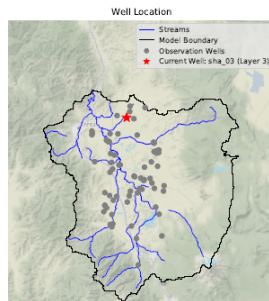 Well Location
Streams
Model Boundary
Observation Wells
Current Well: sha_03 (Layer 3)